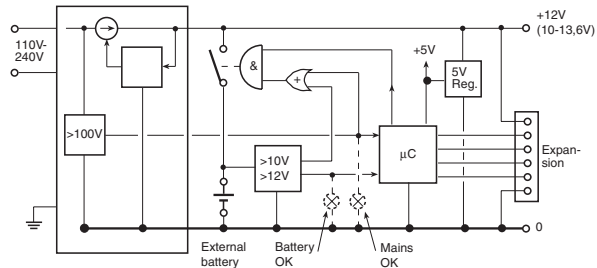 110V-
240V
>100V
&
+
>10V
>12V
µC
+5V
5V
Reg.
+12V
(10-13,6V)
Expan-
sion
0
External
battery
Battery
OK
Mains
OK